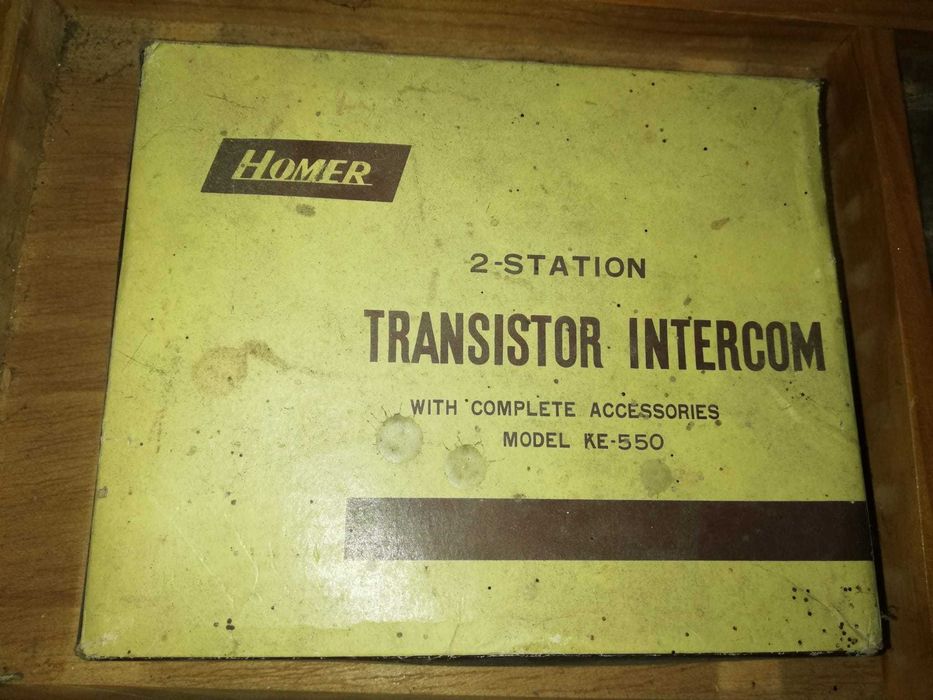 HOMER
2-STATION
TRANSISTOR INTERCOM
WITH COMPLETE ACCESSORIES
MODEL KE-550